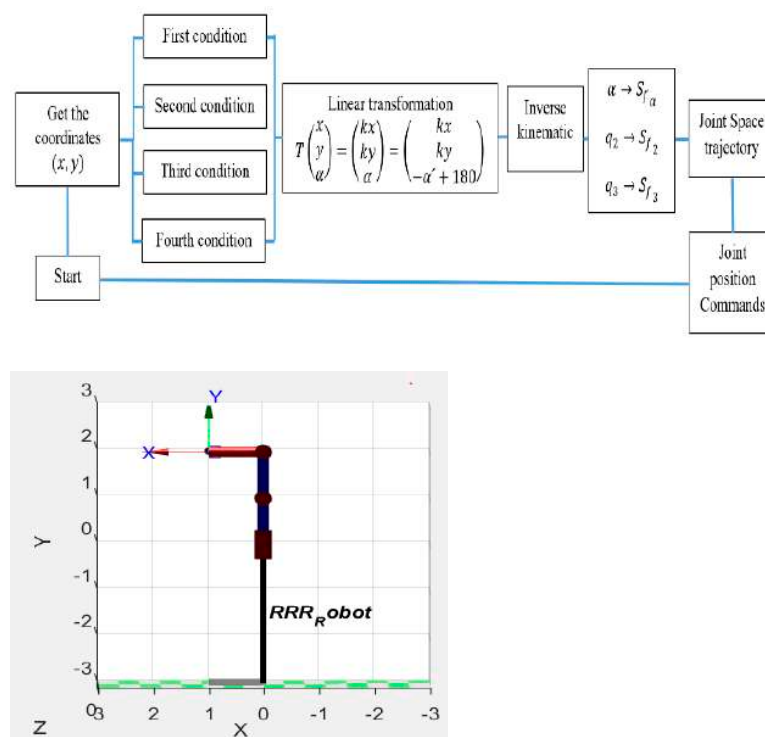 Get the
coordinates
(x, y)
Start
First condition
Second condition
Third condition
Fourth condition
Linear transformation
T(x y α) = (kx ky α) = (kx ky −α´ + 180)
Inverse
kinematic
α → S_fα
q₂ → S_f₂
q₃ → S_f₃
Joint Space
trajectory
Joint
position
Commands
3
2
1
0
-1
-2
-3
Y
Y
X
RRR_Robot
0
3
2
1
0
-1
-2
-3
Z
X